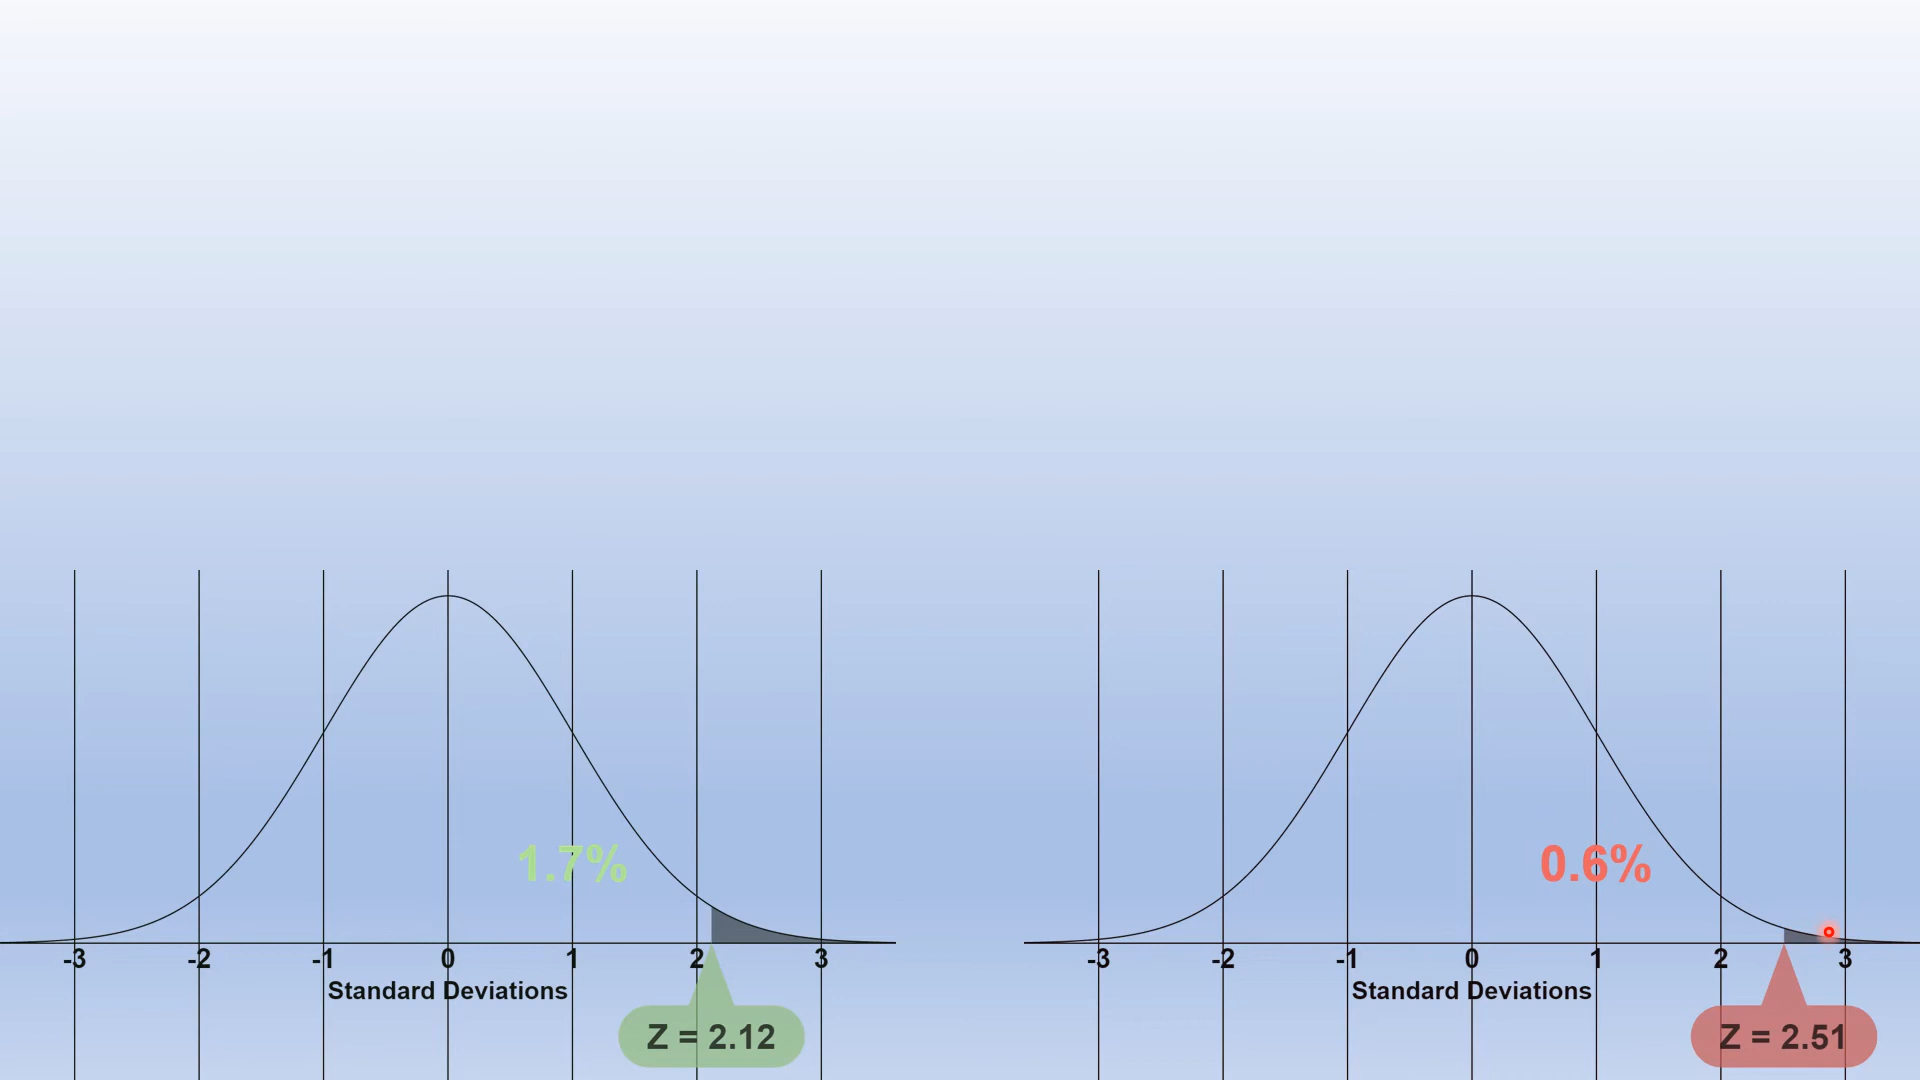 1.7%
-3 -2 -1 0 1 2 3
Standard Deviations
Z = 2.12
0.6%
-3 -2 -1 0 1 2 3
Standard Deviations
Z = 2.51